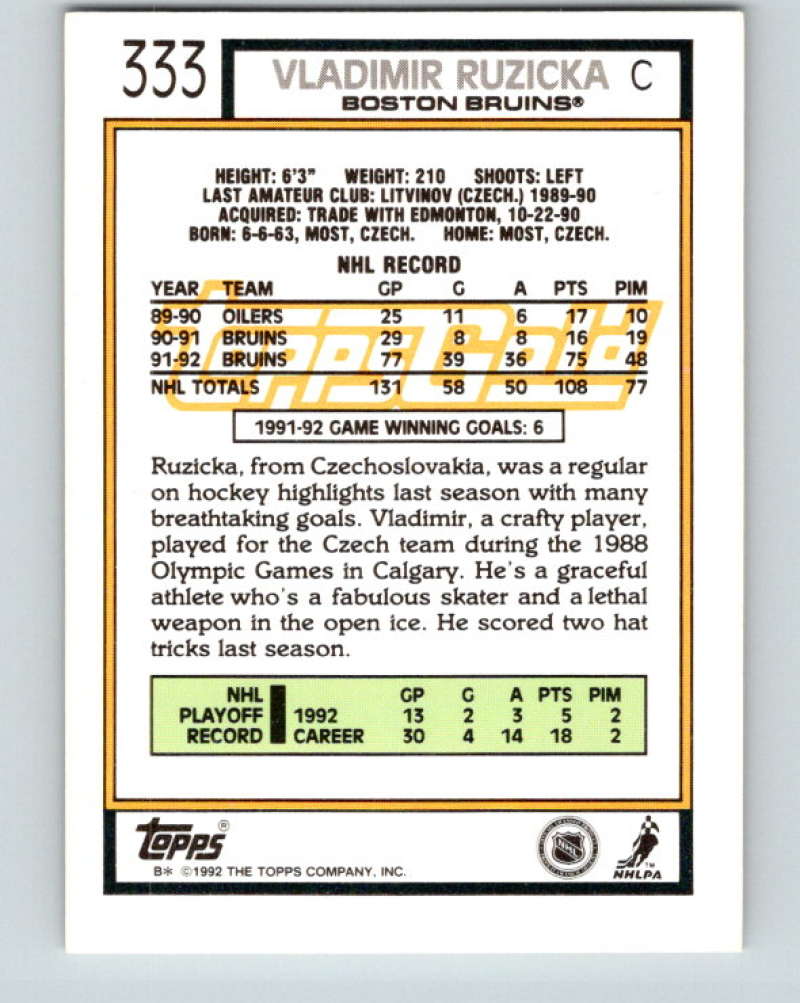 333
VLADIMIR RUZICKA C
BOSTON BRUINS®
HEIGHT: 6'3" WEIGHT: 210 SHOOTS: LEFT
LAST AMATEUR CLUB: LITVINOV (CZECH.) 1989-90
ACQUIRED: TRADE WITH EDMONTON, 10-22-90
BORN: 6-6-63, MOST, CZECH. HOME: MOST, CZECH.
NHL RECORD
YEAR TEAM GP G A PTS PIM
89-90 OILERS 25 11 6 17 10
90-91 BRUINS 29 8 8 16 19
91-92 BRUINS 77 39 36 75 48
NHL TOTALS 131 58 50 108 77
Topps Gold
1991-92 GAME WINNING GOALS: 6
Ruzicka, from Czechoslovakia, was a regular
on hockey highlights last season with many
breathtaking goals. Vladimir, a crafty player,
played for the Czech team during the 1988
Olympic Games in Calgary. He's a graceful
athlete who's a fabulous skater and a lethal
weapon in the open ice. He scored two hat
tricks last season.
NHL GP G A PTS PIM
PLAYOFF 1992 13 2 3 5 2
RECORD CAREER 30 4 14 18 2
Topps®
B* ©1992 THE TOPPS COMPANY, INC.
NHL
TM
NHLPA